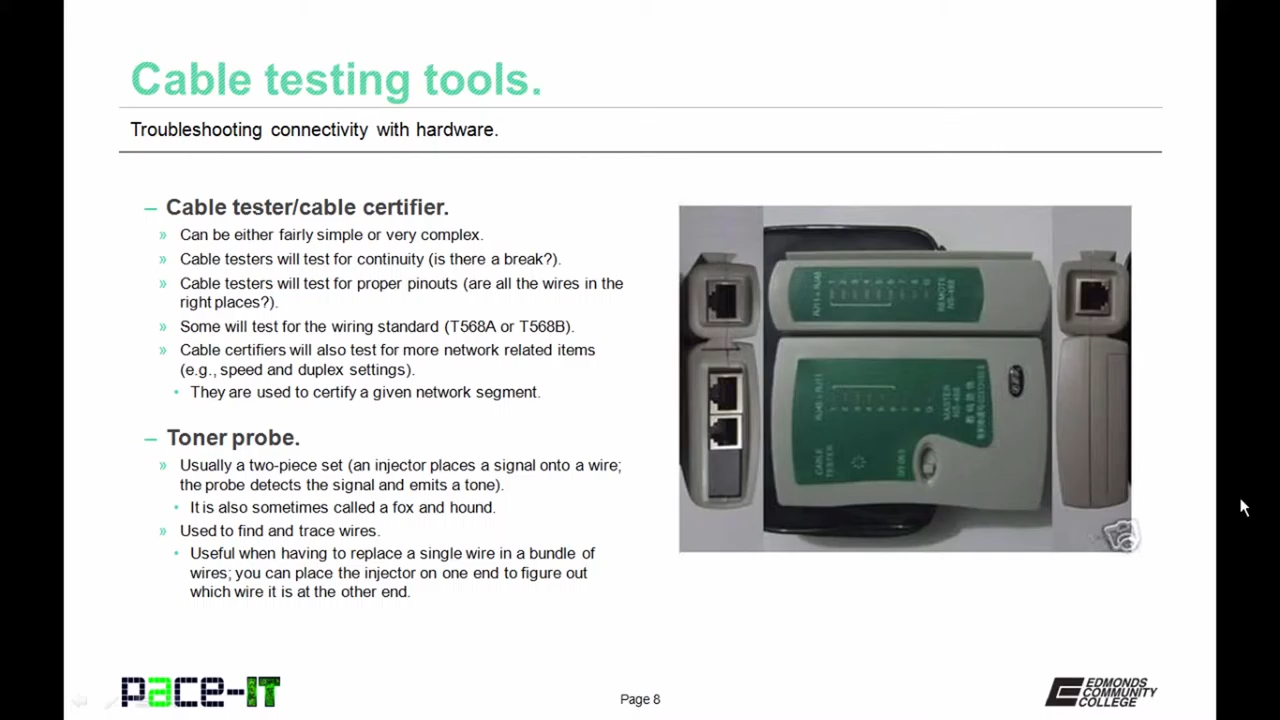 Cable testing tools.
Troubleshooting connectivity with hardware.
– Cable tester/cable certifier.
» Can be either fairly simple or very complex.
» Cable testers will test for continuity (is there a break?).
» Cable testers will test for proper pinouts (are all the wires in the
right places?).
» Some will test for the wiring standard (T568A or T568B).
» Cable certifiers will also test for more network related items
(e.g., speed and duplex settings).
• They are used to certify a given network segment.
– Toner probe.
» Usually a two-piece set (an injector places a signal onto a wire;
the probe detects the signal and emits a tone).
• It is also sometimes called a fox and hound.
» Used to find and trace wires.
• Useful when having to replace a single wire in a bundle of
wires; you can place the injector on one end to figure out
which wire it is at the other end.
REMOTE
MASTER
CABLE
TESTER
pace-IT
Page 8
EDMONDS
COMMUNITY
COLLEGE